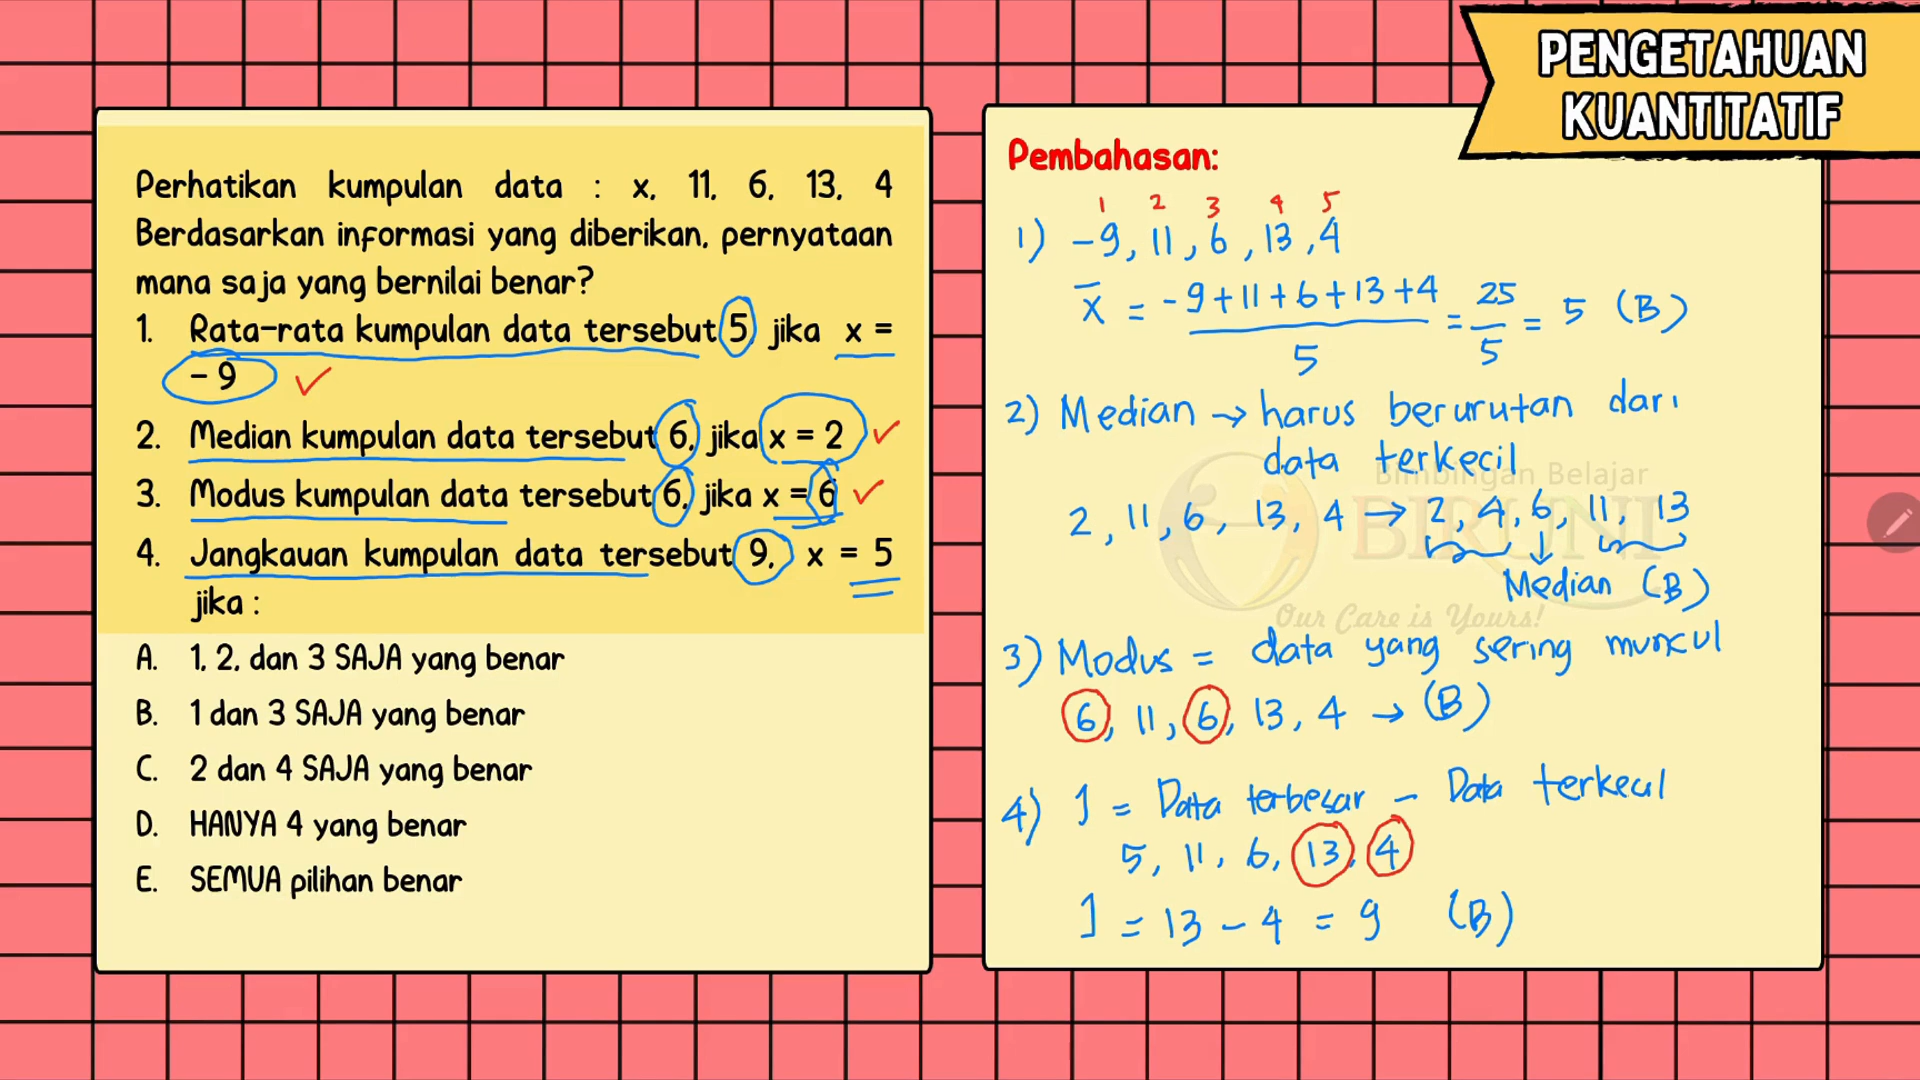 PENGETAHUAN
KUANTITATIF
Perhatikan kumpulan data : x, 11, 6, 13, 4
Berdasarkan informasi yang diberikan, pernyataan
mana saja yang bernilai benar?
1. Rata-rata kumpulan data tersebut 5 jika x =
– 9 ✓
2. Median kumpulan data tersebut 6, jika x = 2 ✓
3. Modus kumpulan data tersebut 6, jika x = 6 ✓
4. Jangkauan kumpulan data tersebut 9, x = 5
jika :
A. 1, 2, dan 3 SAJA yang benar
B. 1 dan 3 SAJA yang benar
C. 2 dan 4 SAJA yang benar
D. HANYA 4 yang benar
E. SEMUA pilihan benar
Pembahasan:
1 2 3 4 5
1) -9, 11, 6, 13, 4
x̄ = -9+11+6+13+4 / 5 = 25/5 = 5 (B)
2) Median → harus berurutan dari
data terkecil
Bimbingan Belajar
2, 11, 6, 13, 4 → 2, 4, 6, 11, 13
BIRUNI
Median (B)
Our Care is Yours!
3) Modus = data yang sering muncul
6, 11, 6, 13, 4 → (B)
4) J = Data terbesar - Data terkecil
5, 11, 6, 13, 4
J = 13 - 4 = 9 (B)